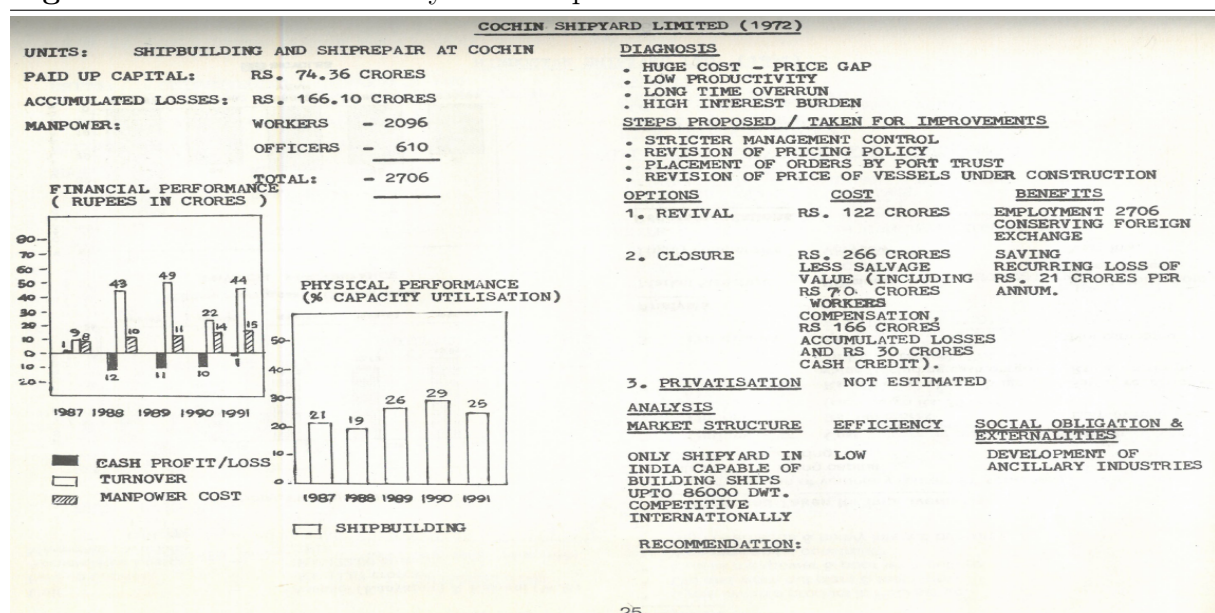 COCHIN SHIPYARD LIMITED (1972)
UNITS: SHIPBUILDING AND SHIPREPAIR AT COCHIN
PAID UP CAPITAL: RS. 74.36 CRORES
ACCUMULATED LOSSES: RS. 166.10 CRORES
MANPOWER: WORKERS - 2096
OFFICERS - 610
TOTAL: - 2706
FINANCIAL PERFORMANCE
( RUPEES IN CRORES )
80
70
60
50
40
30
20
10
0
10
20
1 9 8
43 10 12
49 11 11
22 14 10
44 15 1
1987 1988 1989 1990 1991
CASH PROFIT/LOSS
TURNOVER
MANPOWER COST
PHYSICAL PERFORMANCE
(% CAPACITY UTILISATION)
50
40
30
20
10
0
21 19 26 29 25
1987 1988 1989 1990 1991
SHIPBUILDING
DIAGNOSIS
. HUGE COST - PRICE GAP
. LOW PRODUCTIVITY
. LONG TIME OVERRUN
. HIGH INTEREST BURDEN
STEPS PROPOSED / TAKEN FOR IMPROVEMENTS
. STRICTER MANAGEMENT CONTROL
. REVISION OF PRICING POLICY
. PLACEMENT OF ORDERS BY PORT TRUST
. REVISION OF PRICE OF VESSELS UNDER CONSTRUCTION
OPTIONS COST BENEFITS
1. REVIVAL RS. 122 CRORES EMPLOYMENT 2706
CONSERVING FOREIGN
EXCHANGE
2. CLOSURE RS. 266 CRORES SAVING
LESS SALVAGE RECURRING LOSS OF
VALUE (INCLUDING RS. 21 CRORES PER
RS 70 CRORES ANNUM.
WORKERS
COMPENSATION,
RS 166 CRORES
ACCUMULATED LOSSES
AND RS 30 CRORES
CASH CREDIT).
3. PRIVATISATION NOT ESTIMATED
ANALYSIS
MARKET STRUCTURE EFFICIENCY SOCIAL OBLIGATION &
EXTERNALITIES
ONLY SHIPYARD IN LOW DEVELOPMENT OF
INDIA CAPABLE OF ANCILLARY INDUSTRIES
BUILDING SHIPS
UPTO 86000 DWT.
COMPETITIVE
INTERNATIONALLY
RECOMMENDATION: